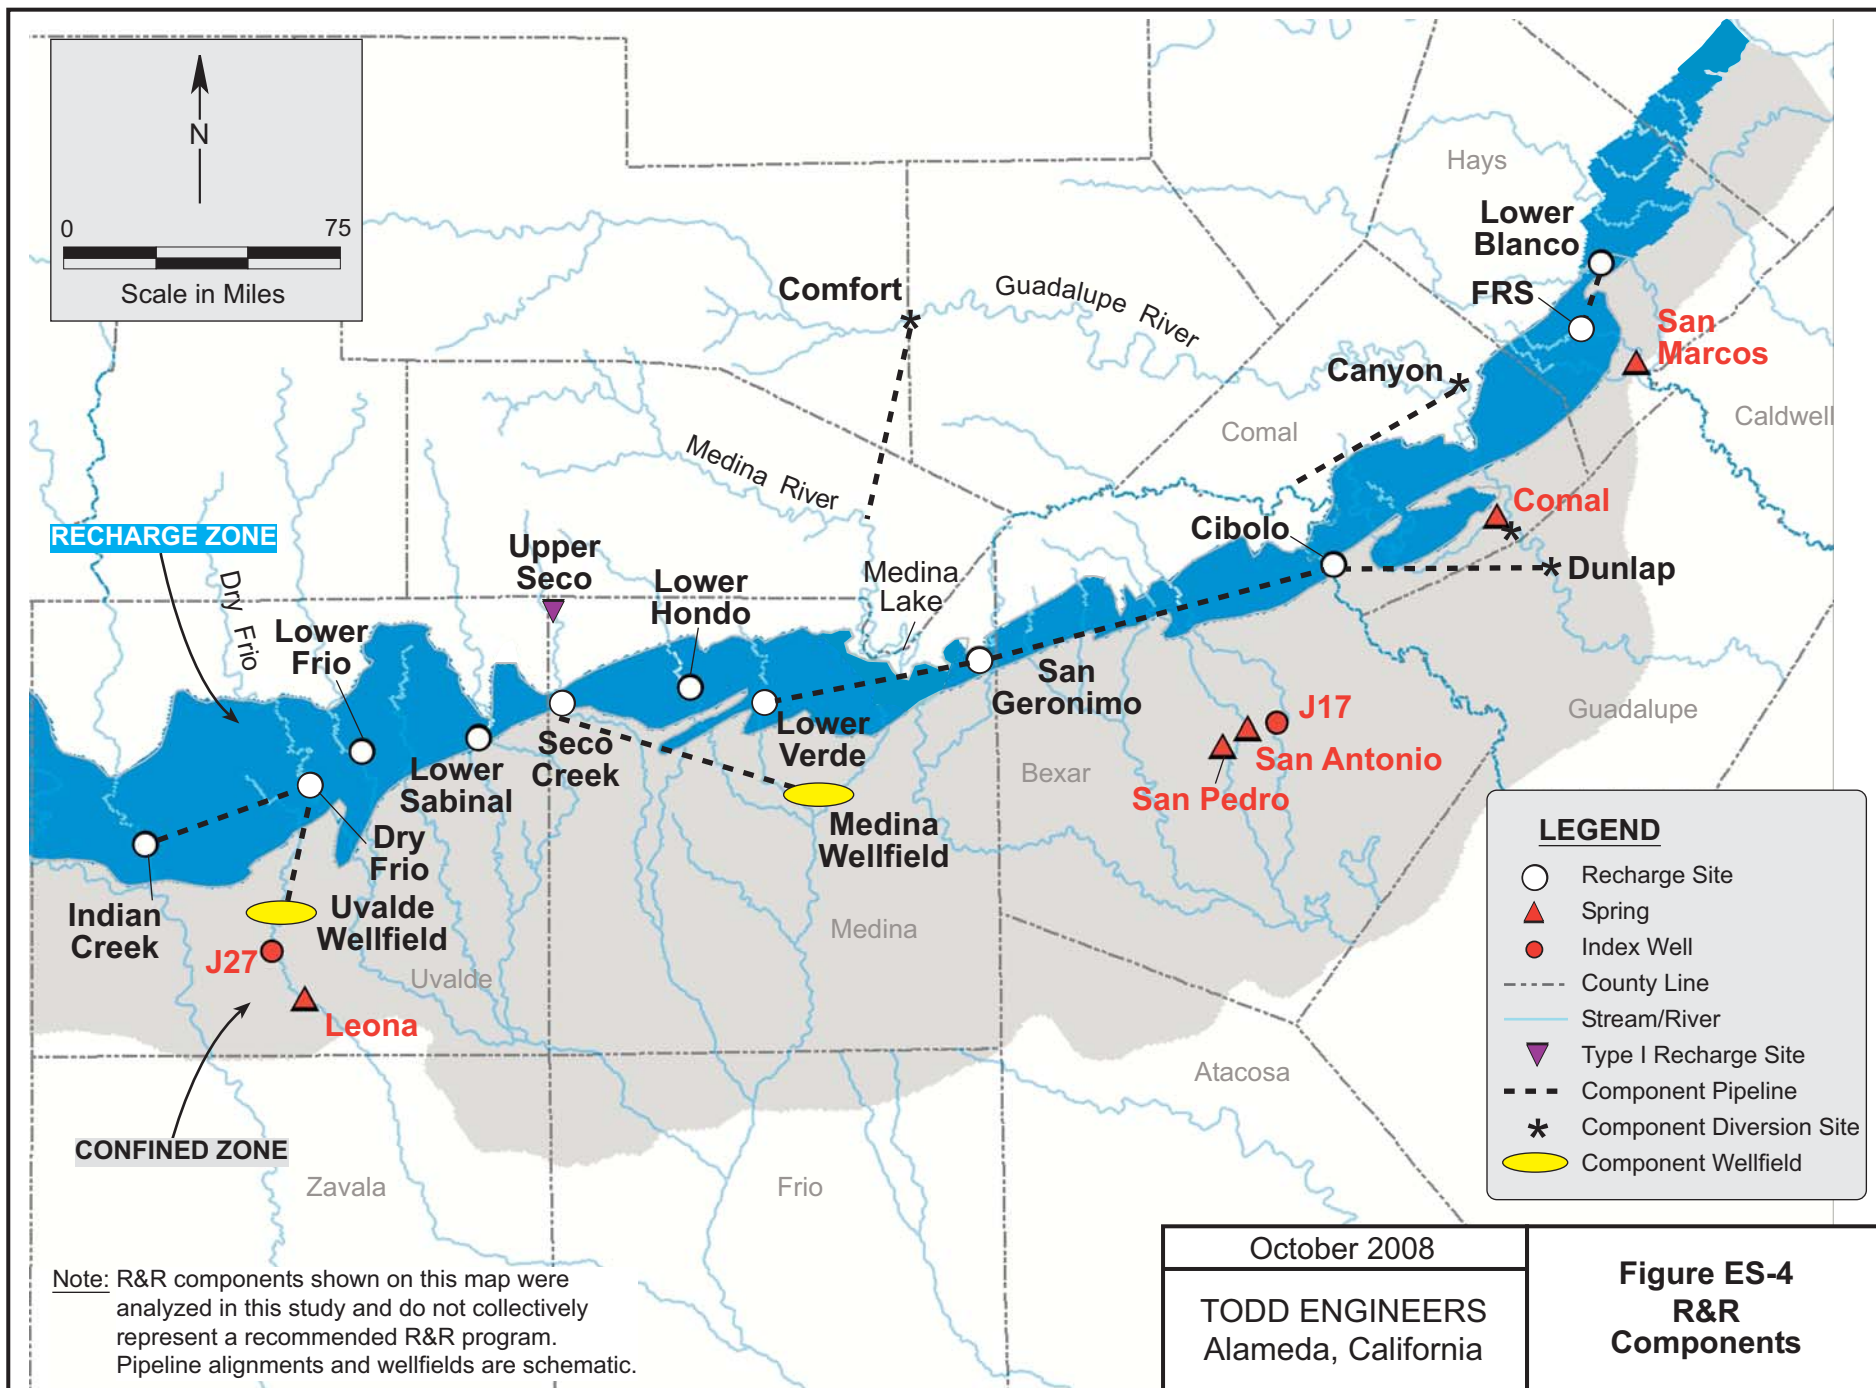 N
0 75
Scale in Miles
Hays
Lower
Blanco
FRS
San
Marcos
Comfort
Guadalupe River
Canyon
Caldwell
Comal
Medina River
Comal
RECHARGE ZONE
Cibolo
Dunlap
Upper
Seco
Lower
Hondo
Medina
Lake
Dry Frio
Lower
Frio
San
Geronimo
Guadalupe
J17
San Antonio
San Pedro
Bexar
Lower
Verde
Seco
Creek
Lower
Sabinal
Dry
Frio
Medina
Wellfield
Indian
Creek
Uvalde
Wellfield
J27
Uvalde
Medina
Leona
Atacosa
CONFINED ZONE
Zavala
Frio
LEGEND
Recharge Site
Spring
Index Well
County Line
Stream/River
Type I Recharge Site
Component Pipeline
Component Diversion Site
Component Wellfield
Note: R&R components shown on this map were
analyzed in this study and do not collectively
represent a recommended R&R program.
Pipeline alignments and wellfields are schematic.
October 2008
TODD ENGINEERS
Alameda, California
Figure ES-4
R&R
Components